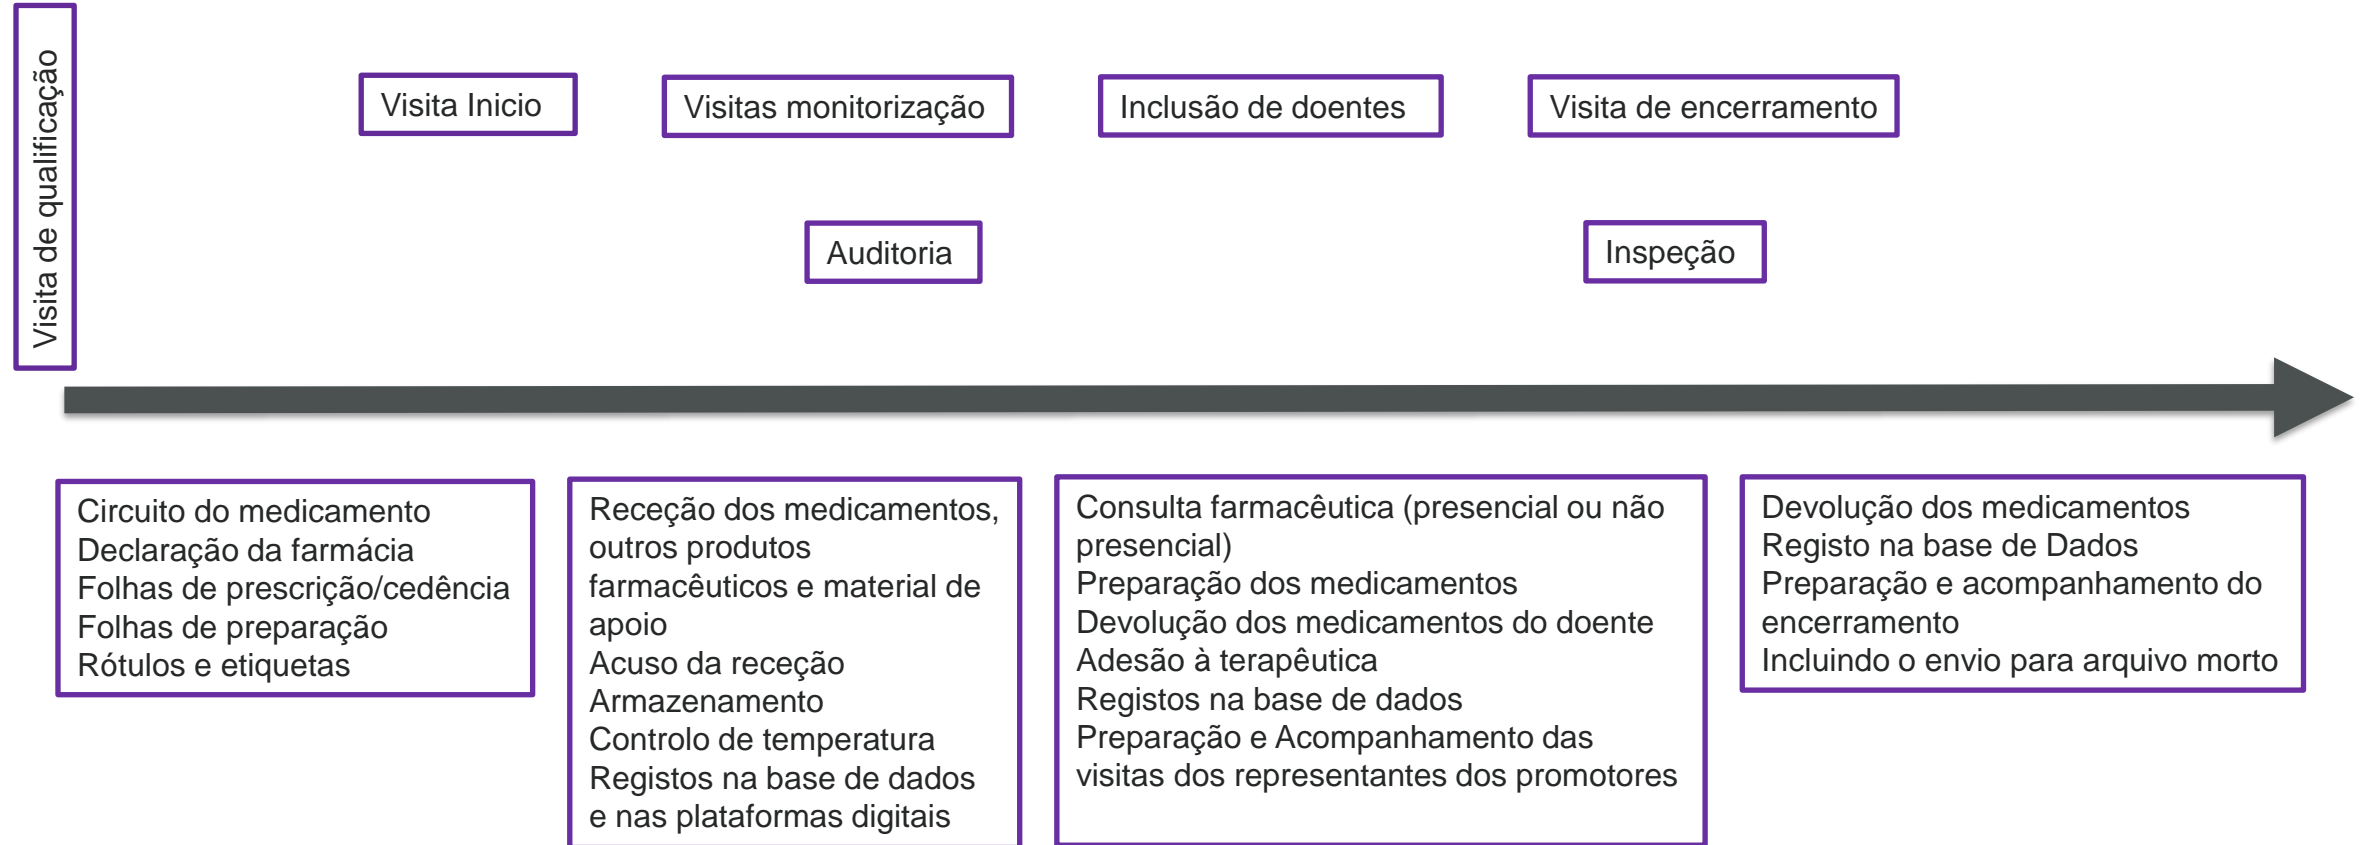 Visita de qualificação
Visita Inicio
Visitas monitorização
Inclusão de doentes
Visita de encerramento
Auditoria
Inspeção
Circuito do medicamento
Declaração da farmácia
Folhas de prescrição/cedência
Folhas de preparação
Rótulos e etiquetas
Receção dos medicamentos,
outros produtos
farmacêuticos e material de
apoio
Acuso da receção
Armazenamento
Controlo de temperatura
Registos na base de dados
e nas plataformas digitais
Consulta farmacêutica (presencial ou não
presencial)
Preparação dos medicamentos
Devolução dos medicamentos do doente
Adesão à terapêutica
Registos na base de dados
Preparação e Acompanhamento das
visitas dos representantes dos promotores
Devolução dos medicamentos
Registo na base de Dados
Preparação e acompanhamento do
encerramento
Incluindo o envio para arquivo morto